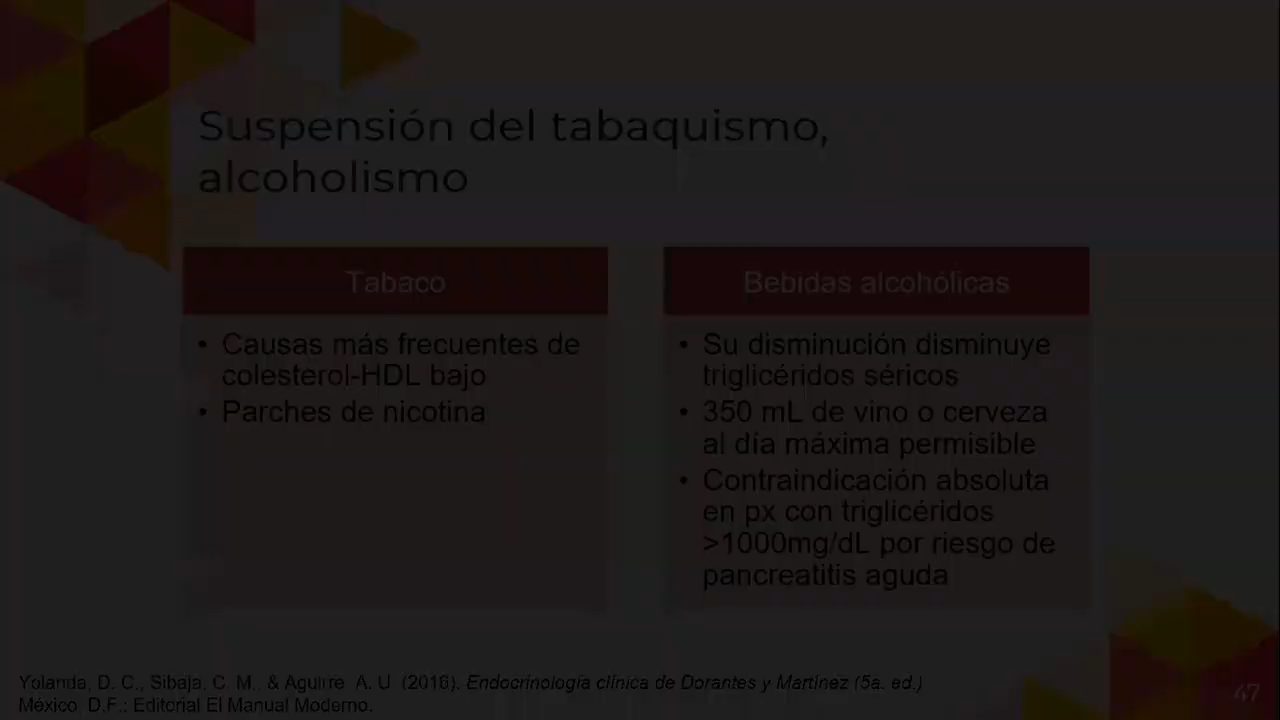 Suspensión del tabaquismo,
alcoholismo
Tabaco
• Causas más frecuentes de
colesterol-HDL bajo
• Parches de nicotina
Bebidas alcohólicas
• Su disminución disminuye
triglicéridos séricos
• 350 mL de vino o cerveza
al día máxima permisible
• Contraindicación absoluta
en px con triglicéridos
>1000mg/dL por riesgo de
pancreatitis aguda
Yolanda, D. C., Sibaja, C. M., & Aguirre, A. U. (2016). Endocrinología clínica de Dorantes y Martínez (5a. ed.)
México, D.F.: Editorial El Manual Moderno.
47